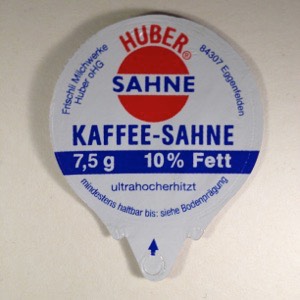 HUBER®
SAHNE
Frischli Milchwerke
Huber oHG
84307 Eggenfelden
KAFFEE-SAHNE
7,5 g 10% Fett
ultrahocherhitzt
mindestens haltbar bis: siehe Bodenprägung